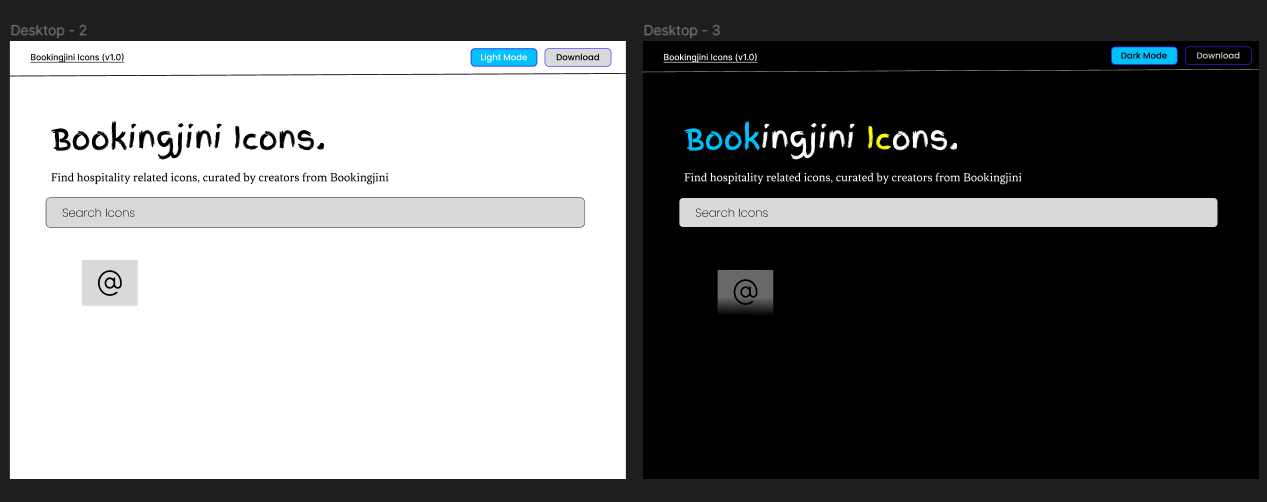 Desktop - 2
Bookingjini Icons (v1.0)
Light Mode
Download
Bookingjini Icons.
Find hospitality related icons, curated by creators from Bookingjini
Search Icons
@
Desktop - 3
Bookingjini Icons (v1.0)
Dark Mode
Download
Bookingjini Icons.
Find hospitality related icons, curated by creators from Bookingjini
Search Icons
@